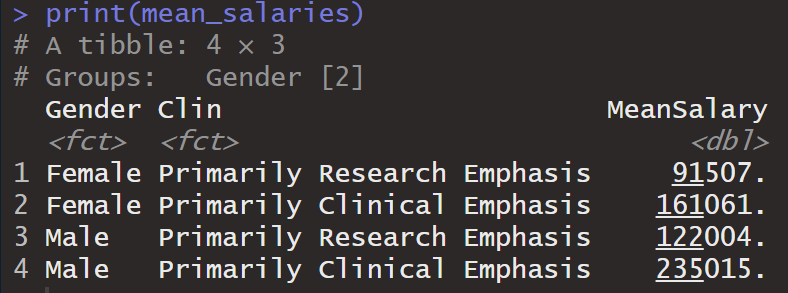 > print(mean_salaries)
# A tibble: 4 × 3
# Groups:   Gender [2]
  Gender Clin                        MeanSalary
  <fct>  <fct>                            <dbl>
1 Female Primarily Research Emphasis     91507.
2 Female Primarily Clinical Emphasis    161061.
3 Male   Primarily Research Emphasis    122004.
4 Male   Primarily Clinical Emphasis    235015.